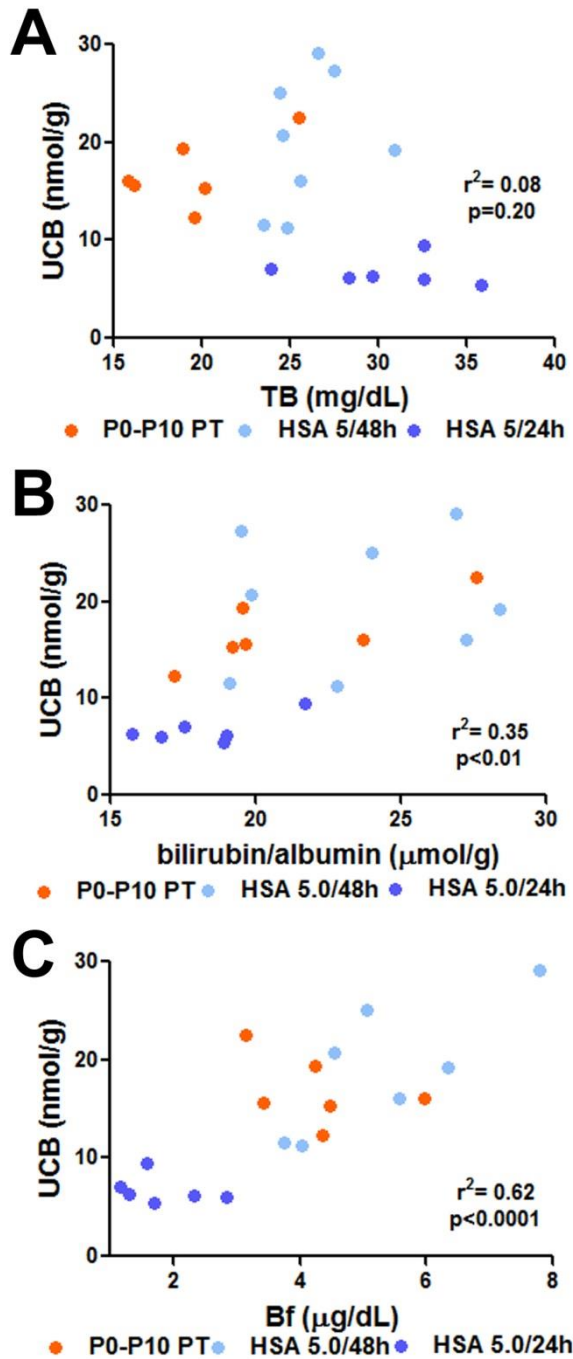 A
30
20
10
0
UCB (nmol/g)
r²= 0.08
p=0.20
15 20 25 30 35 40
TB (mg/dL)
P0-P10 PT HSA 5/48h HSA 5/24h
B
30
20
10
0
UCB (nmol/g)
r²= 0.35
p<0.01
15 20 25 30
bilirubin/albumin (μmol/g)
P0-P10 PT HSA 5.0/48h HSA 5.0/24h
C
30
20
10
0
UCB (nmol/g)
r²= 0.62
p<0.0001
2 4 6 8
Bf (μg/dL)
P0-P10 PT HSA 5.0/48h HSA 5.0/24h